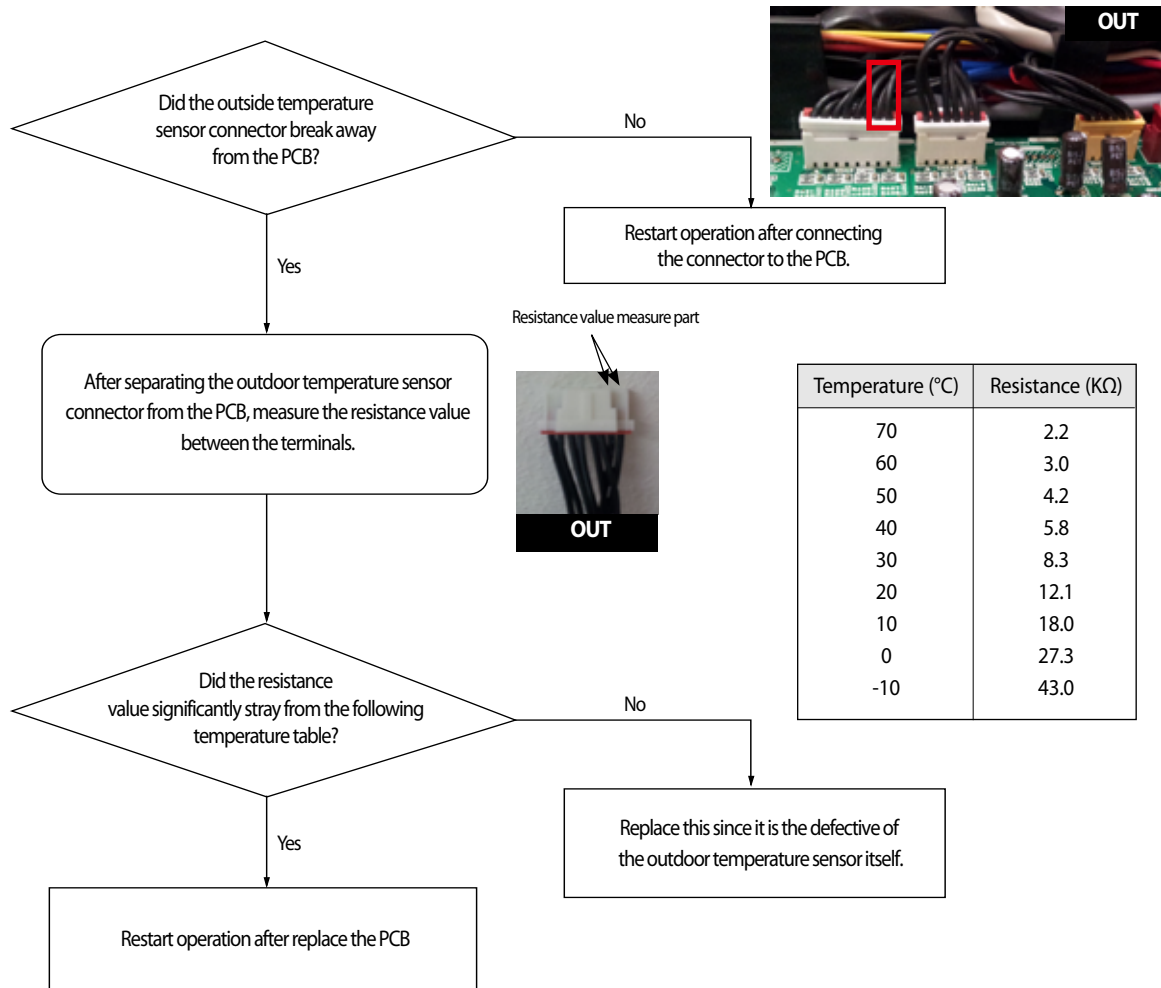 OUT
Did the outside temperature
sensor connector break away
from the PCB?
No
Restart operation after connecting
the connector to the PCB.
Yes
Resistance value measure part
After separating the outdoor temperature sensor
connector from the PCB, measure the resistance value
between the terminals.
OUT
Temperature (°C) Resistance (KΩ)
70 2.2
60 3.0
50 4.2
40 5.8
30 8.3
20 12.1
10 18.0
0 27.3
-10 43.0
Did the resistance
value significantly stray from the following
temperature table?
No
Replace this since it is the defective of
the outdoor temperature sensor itself.
Yes
Restart operation after replace the PCB